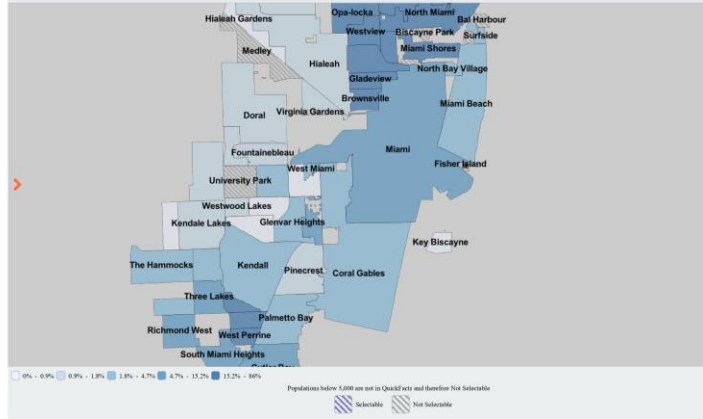 Opa-locka
North Miami
Hialeah Gardens
Bal Harbour
Westview
Biscayne Park
Surfside
Medley
Miami Shores
Hialeah
North Bay Village
Gladeview
Brownsville
Miami Beach
Virginia Gardens
Doral
Miami
Fountainebleau
Fisher Island
West Miami
University Park
Westwood Lakes
Kendale Lakes
Glenvar Heights
Key Biscayne
The Hammocks
Kendall
Pinecrest
Coral Gables
Three Lakes
Palmetto Bay
Richmond West
West Perrine
South Miami Heights
0% - 0.9% 0.9% - 1.8% 1.8% - 4.7% 4.7% - 15.2% 15.2% - 86%
Populations below 5,000 are not in QuickFacts and therefore Not Selectable
Selectable Not Selectable